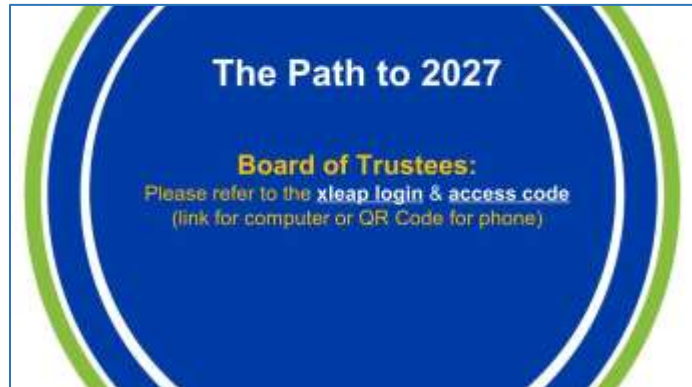 The Path to 2027
Board of Trustees:
Please refer to the xleap login & access code
(link for computer or QR Code for phone)